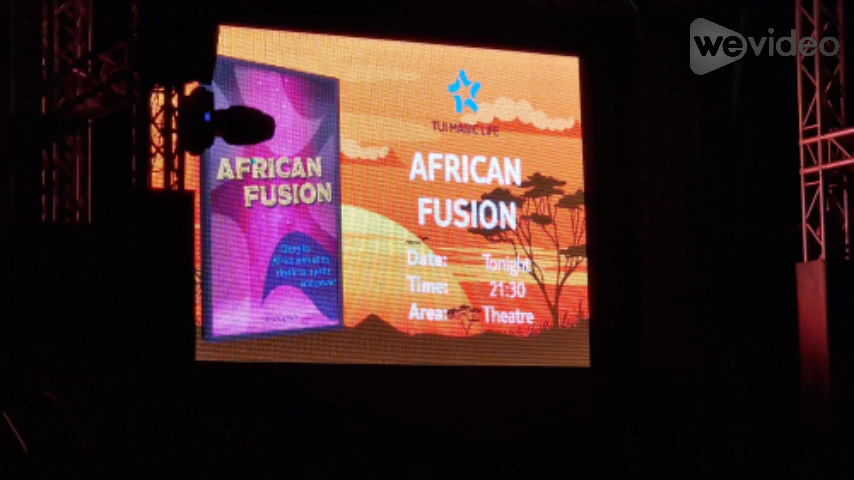 wevideo
TUI MAGIC LIFE
AFRICAN
FUSION
AFRICAN
FUSION
Date: Tonight
Time: 21:30
Area: Theatre